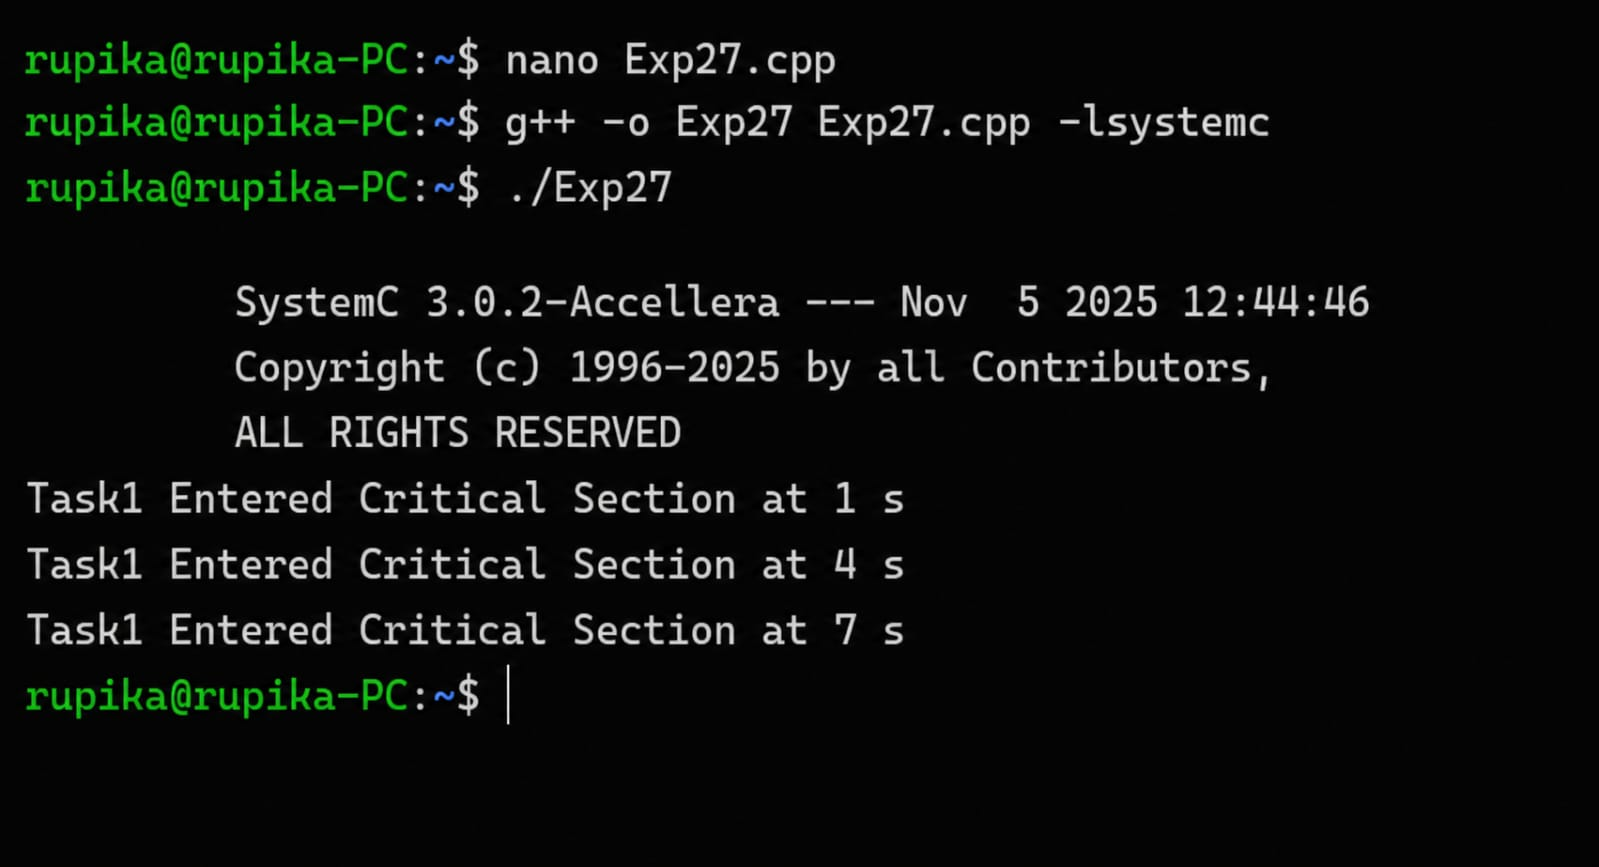 rupika@rupika-PC:~$ nano Exp27.cpp
rupika@rupika-PC:~$ g++ -o Exp27 Exp27.cpp -lsystemc
rupika@rupika-PC:~$ ./Exp27
SystemC 3.0.2-Accellera --- Nov  5 2025 12:44:46
Copyright (c) 1996-2025 by all Contributors,
ALL RIGHTS RESERVED
Task1 Entered Critical Section at 1 s
Task1 Entered Critical Section at 4 s
Task1 Entered Critical Section at 7 s
rupika@rupika-PC:~$